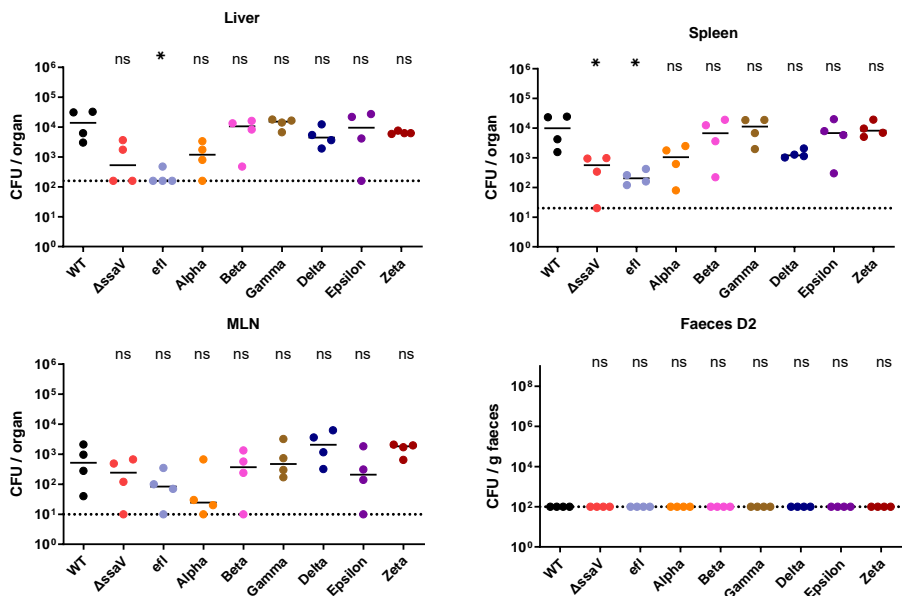 Liver
ns * ns ns ns ns ns ns
CFU / organ
10⁶
10⁵
10⁴
10³
10²
10¹
10⁰
WT ΔssaV efl Alpha Beta Gamma Delta Epsilon Zeta
Spleen
* * ns ns ns ns ns ns
CFU / organ
10⁶
10⁵
10⁴
10³
10²
10¹
10⁰
WT ΔssaV efl Alpha Beta Gamma Delta Epsilon Zeta
MLN
ns ns ns ns ns ns ns ns
CFU / organ
10⁶
10⁵
10⁴
10³
10²
10¹
10⁰
WT ΔssaV efl Alpha Beta Gamma Delta Epsilon Zeta
Faeces D2
ns ns ns ns ns ns ns ns
CFU / g faeces
10⁸
10⁶
10⁴
10²
10⁰
WT ΔssaV efl Alpha Beta Gamma Delta Epsilon Zeta